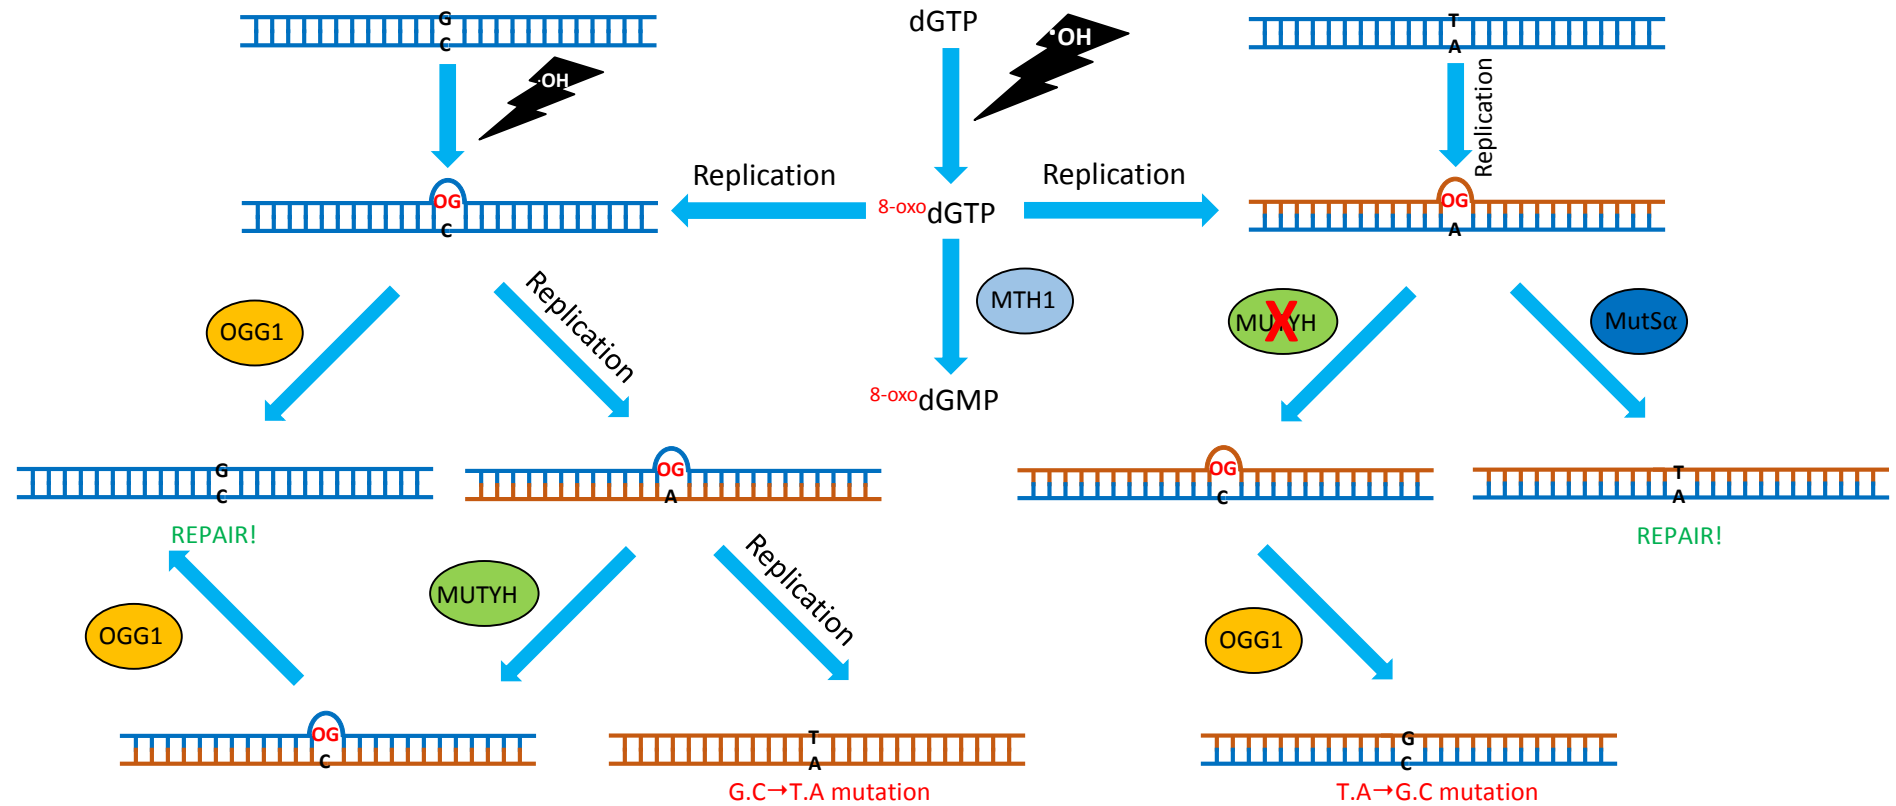 G
C
·OH
dGTP
•OH
T
A
Replication
OG
C
Replication
8-oxodGTP
Replication
OG
A
OGG1
Replication
MTH1
MUTYH
X
MutSα
8-oxodGMP
G
C
REPAIR!
OG
A
OG
C
T
A
REPAIR!
OGG1
MUTYH
Replication
OGG1
OG
C
T
A
G.C→T.A mutation
G
C
T.A→G.C mutation